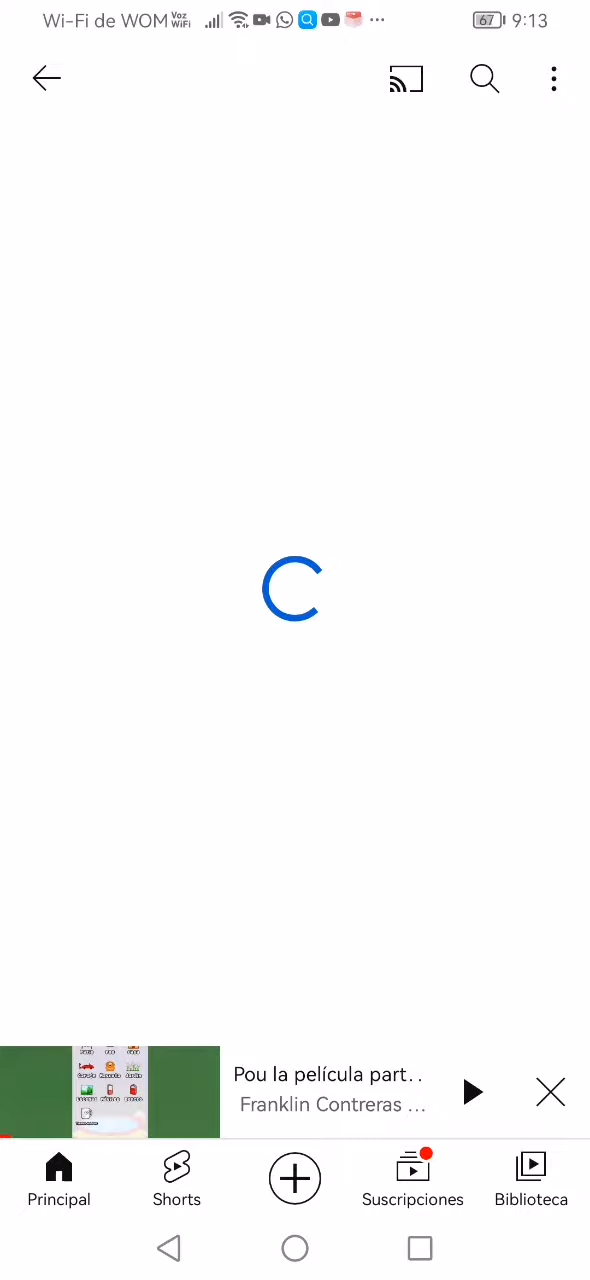 Wi-Fi de WOM Voz WiFi 67 9:13
Pou la película part..
Franklin Contreras ...
Principal
Shorts
Suscripciones
Biblioteca